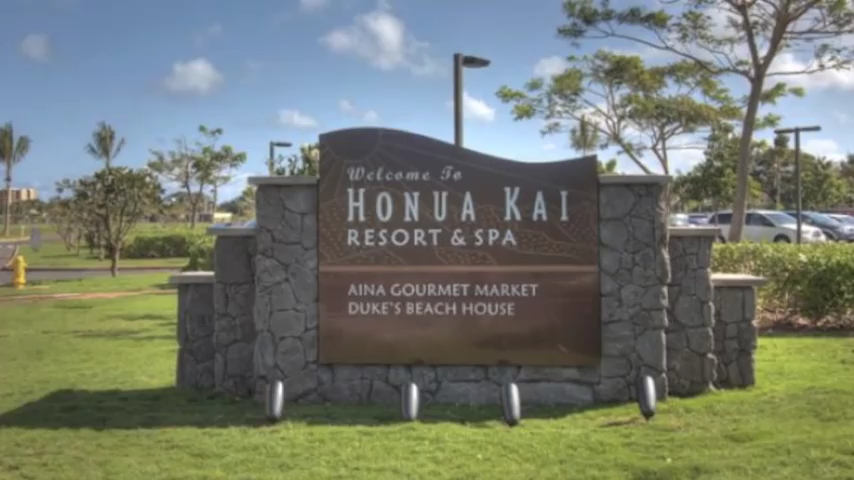 Welcome To
HONUA KAI
RESORT & SPA
AINA GOURMET MARKET
DUKE'S BEACH HOUSE